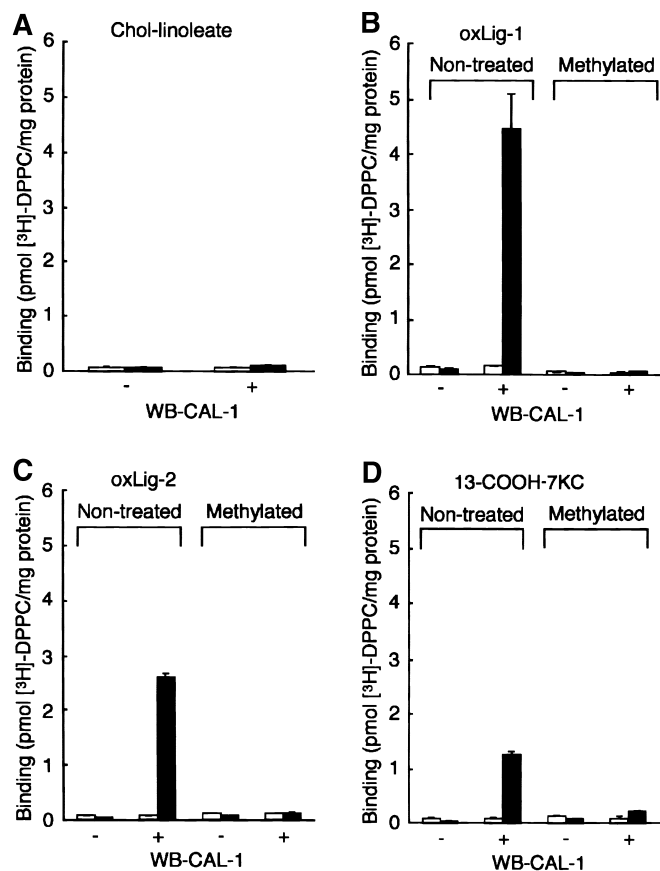 A
Chol-linoleate
Binding (pmol [³H]-DPPC/mg protein)
6
5
4
3
2
1
0
- +
WB-CAL-1
B
oxLig-1
Non-treated Methylated
Binding (pmol [³H]-DPPC/mg protein)
6
5
4
3
2
1
0
- + - +
WB-CAL-1
C
oxLig-2
Non-treated Methylated
Binding (pmol [³H]-DPPC/mg protein)
6
5
4
3
2
1
0
- + - +
WB-CAL-1
D
13-COOH-7KC
Non-treated Methylated
Binding (pmol [³H]-DPPC/mg protein)
6
5
4
3
2
1
0
- + - +
WB-CAL-1